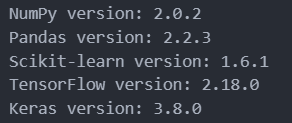 NumPy version: 2.0.2
Pandas version: 2.2.3
Scikit-learn version: 1.6.1
TensorFlow version: 2.18.0
Keras version: 3.8.0